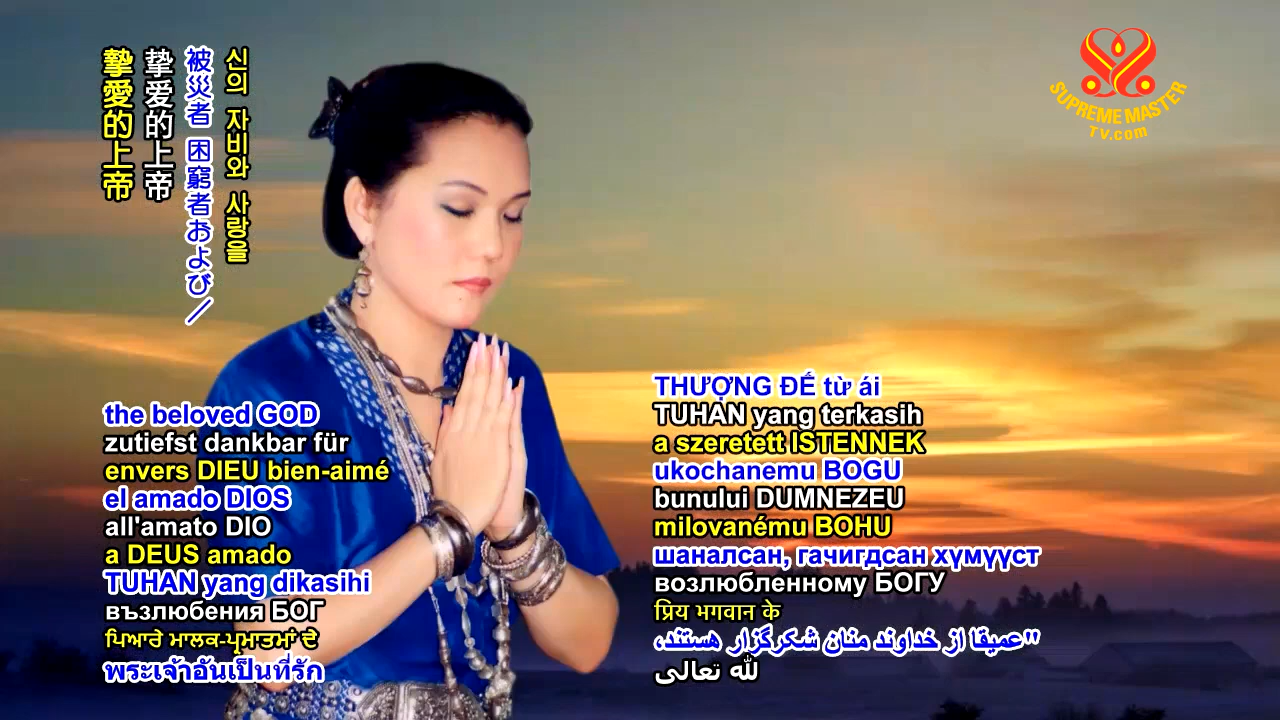 摯愛的上帝
挚爱的上帝
被災者 困窮者および／
신의 자비와 사랑을
SUPREME MASTER
TV.com
the beloved GOD
zutiefst dankbar für
envers DIEU bien-aimé
el amado DIOS
all'amato DIO
a DEUS amado
TUHAN yang dikasihi
възлюбения БОГ
ਪਿਆਰੇ ਮਾਲਕ-ਪ੍ਰਮਾਤਮਾਂ ਦੇ
พระเจ้าอันเป็นที่รัก
THƯỢNG ĐẾ từ ái
TUHAN yang terkasih
a szeretett ISTENNEK
ukochanemu BOGU
bunului DUMNEZEU
milovanému BOHU
шаналсан, гачигдсан хүмүүст
возлюбленному БОГУ
प्रिय भगवान के
"عمیقا از خداوند منان شکرگزار هستند،
لله تعالى